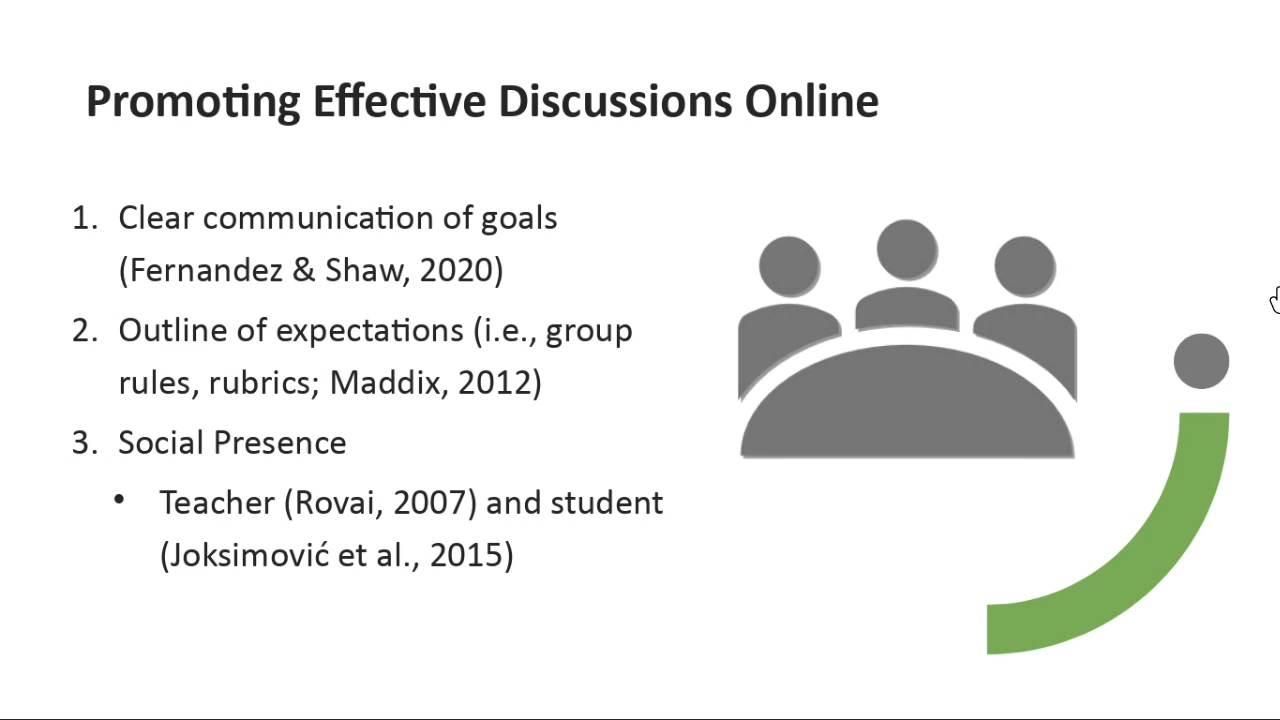 Promoting Effective Discussions Online
1. Clear communication of goals
(Fernandez & Shaw, 2020)
2. Outline of expectations (i.e., group
rules, rubrics; Maddix, 2012)
3. Social Presence
• Teacher (Rovai, 2007) and student
(Joksimović et al., 2015)